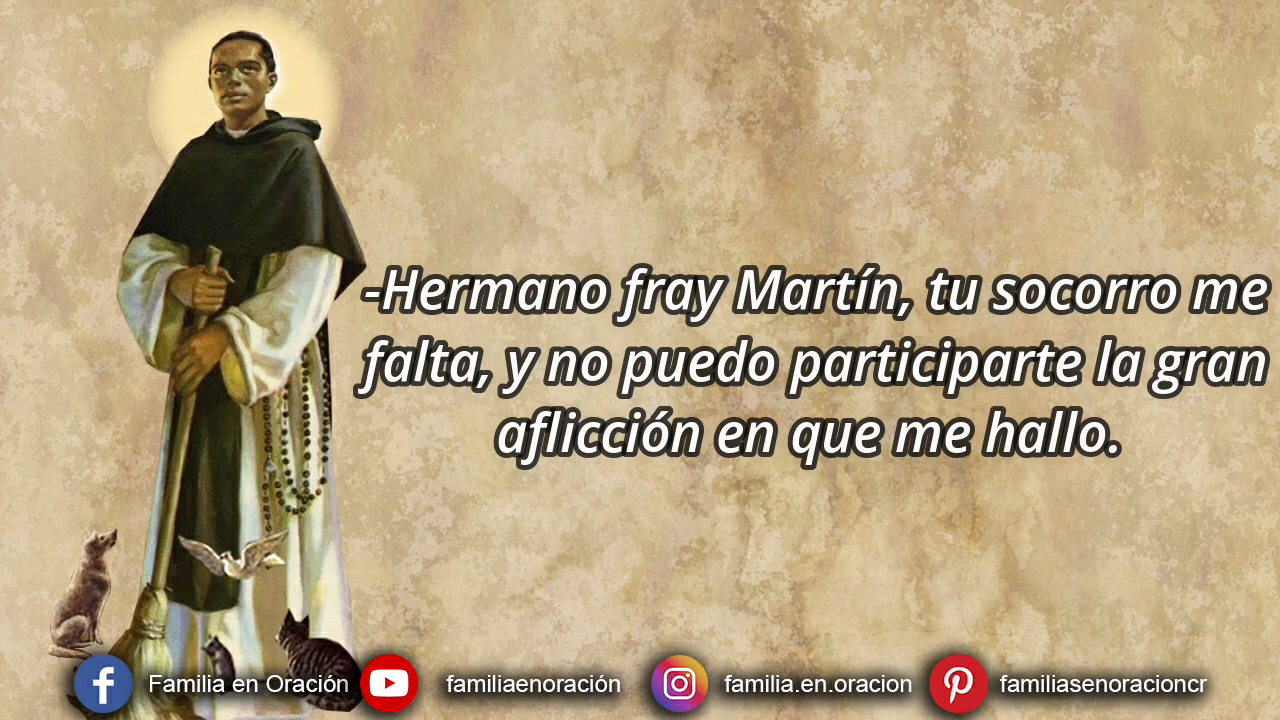 -Hermano fray Martín, tu socorro me
falta, y no puedo participarte la gran
aflicción en que me hallo.
Familia en Oración
familiaenoración
familia.en.oracion
familiasenoracioncr